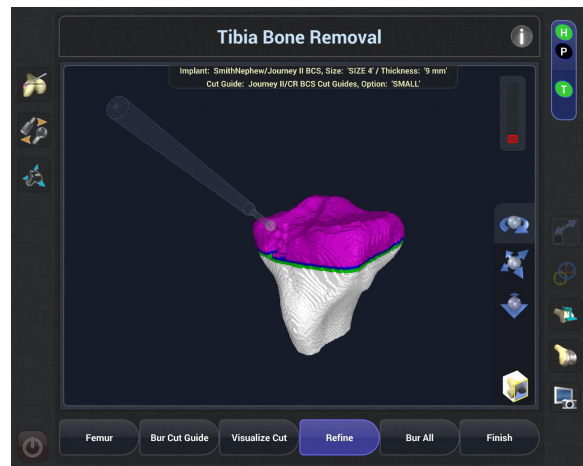 Tibia Bone Removal
i
H
P
T
Implant: SmithNephew/Journey II BCS, Size: 'SIZE 4' / Thickness: '9 mm'
Cut Guide: Journey II/CR BCS Cut Guides, Option: 'SMALL'
Femur
Bur Cut Guide
Visualize Cut
Refine
Bur All
Finish